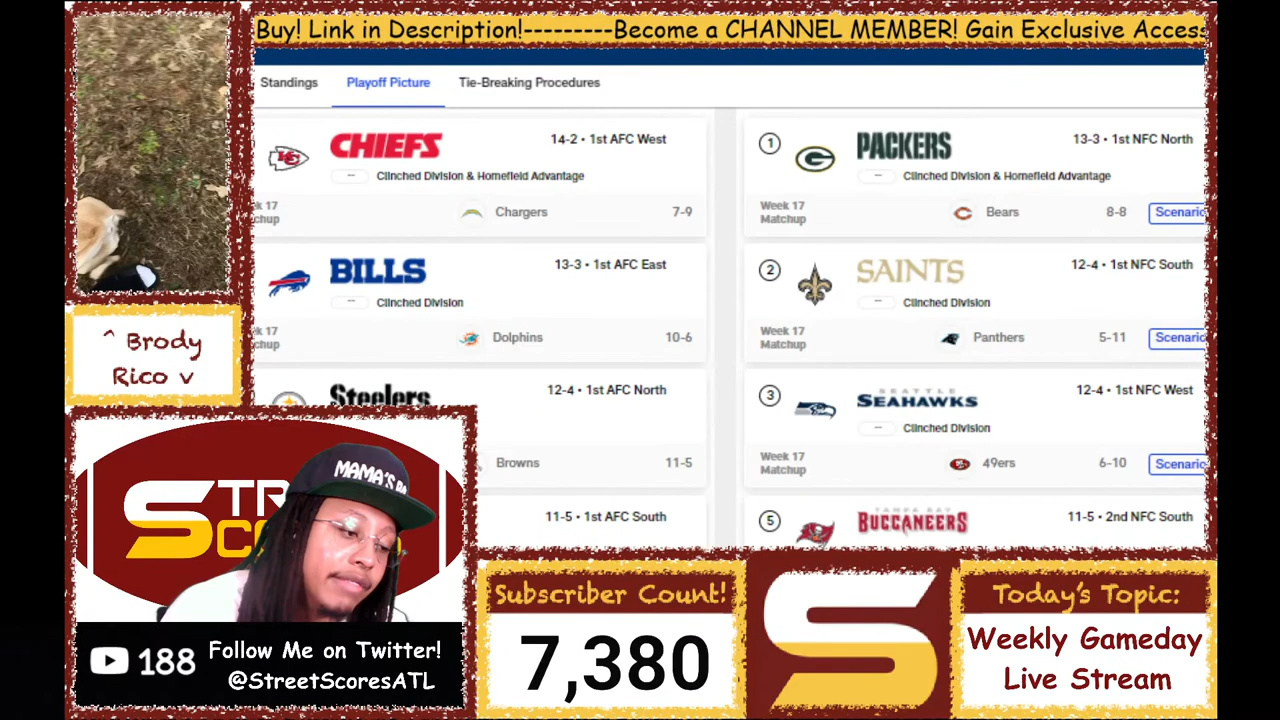 Buy! Link in Description!---------Become a CHANNEL MEMBER! Gain Exclusive Access
Standings Playoff Picture Tie-Breaking Procedures
CHIEFS 14-2 • 1st AFC West
-- Clinched Division & Homefield Advantage
Chargers 7-9
BILLS 13-3 • 1st AFC East
-- Clinched Division
Dolphins 10-6
Steelers 12-4 • 1st AFC North
Browns 11-5
11-5 • 1st AFC South
1 PACKERS 13-3 • 1st NFC North
-- Clinched Division & Homefield Advantage
Week 17
Matchup Bears 8-8 Scenario
2 SAINTS 12-4 • 1st NFC South
-- Clinched Division
Week 17
Matchup Panthers 5-11 Scenario
3 SEATTLE
SEAHAWKS 12-4 • 1st NFC West
-- Clinched Division
Week 17
Matchup 49ers 6-10 Scenario
5 TAMPA BAY
BUCCANEERS 11-5 • 2nd NFC South
^ Brody
Rico v
MAMA'S
188 Follow Me on Twitter!
@StreetScoresATL
Subscriber Count!
7,380
Today's Topic:
Weekly Gameday
Live Stream